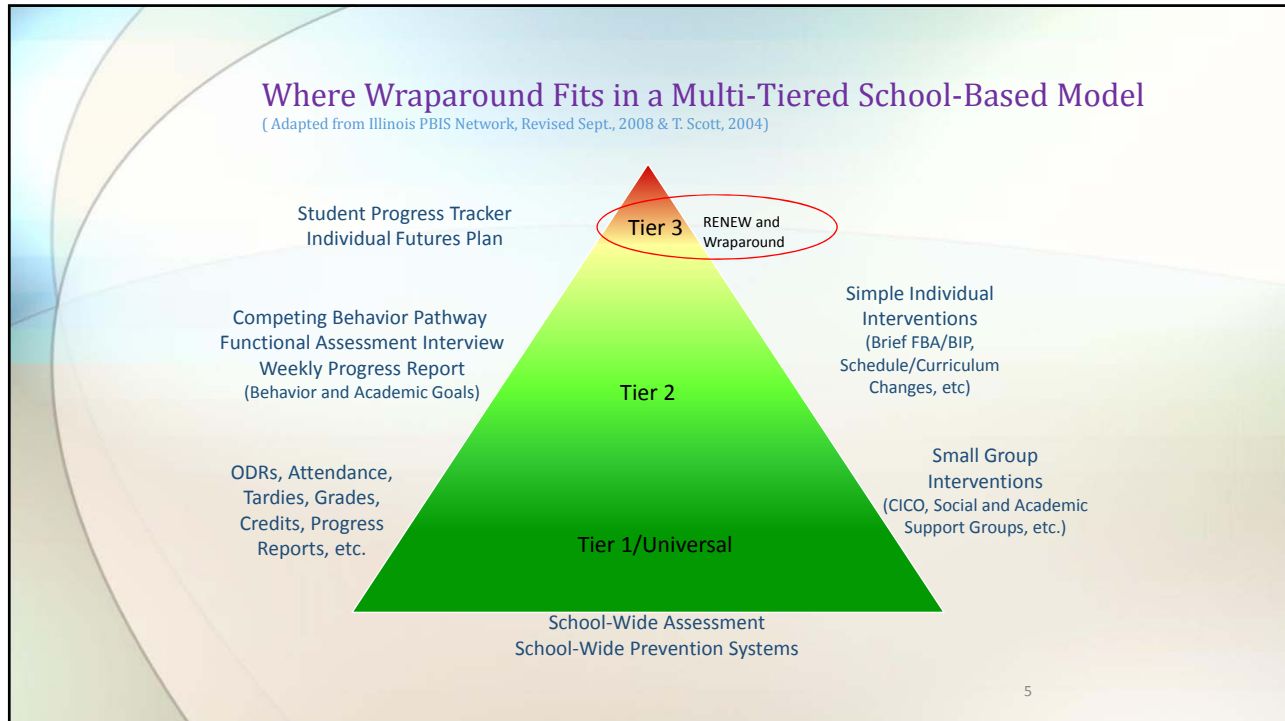 Where Wraparound Fits in a Multi-Tiered School-Based Model
( Adapted from Illinois PBIS Network, Revised Sept., 2008 & T. Scott, 2004)
Student Progress Tracker
Individual Futures Plan
Tier 3
RENEW and
Wraparound
Competing Behavior Pathway
Functional Assessment Interview
Weekly Progress Report
(Behavior and Academic Goals)
Simple Individual
Interventions
(Brief FBA/BIP,
Schedule/Curriculum
Changes, etc)
Tier 2
ODRs, Attendance,
Tardies, Grades,
Credits, Progress
Reports, etc.
Small Group
Interventions
(CICO, Social and Academic
Support Groups, etc.)
Tier 1/Universal
School-Wide Assessment
School-Wide Prevention Systems
5